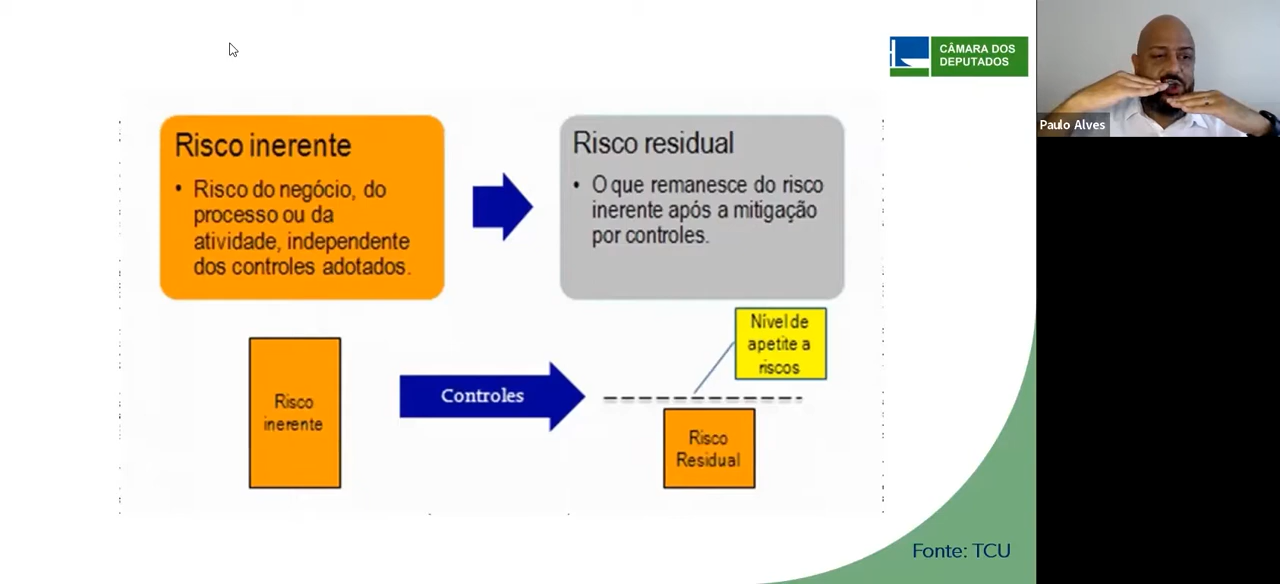 CÂMARA DOS
DEPUTADOS
Paulo Alves
Risco inerente
• Risco do negócio, do
processo ou da
atividade, independente
dos controles adotados.
Risco residual
• O que remanesce do risco
inerente após a mitigação
por controles.
Nível de
apetite a
riscos
Risco
inerente
Controles
Risco
Residual
Fonte: TCU